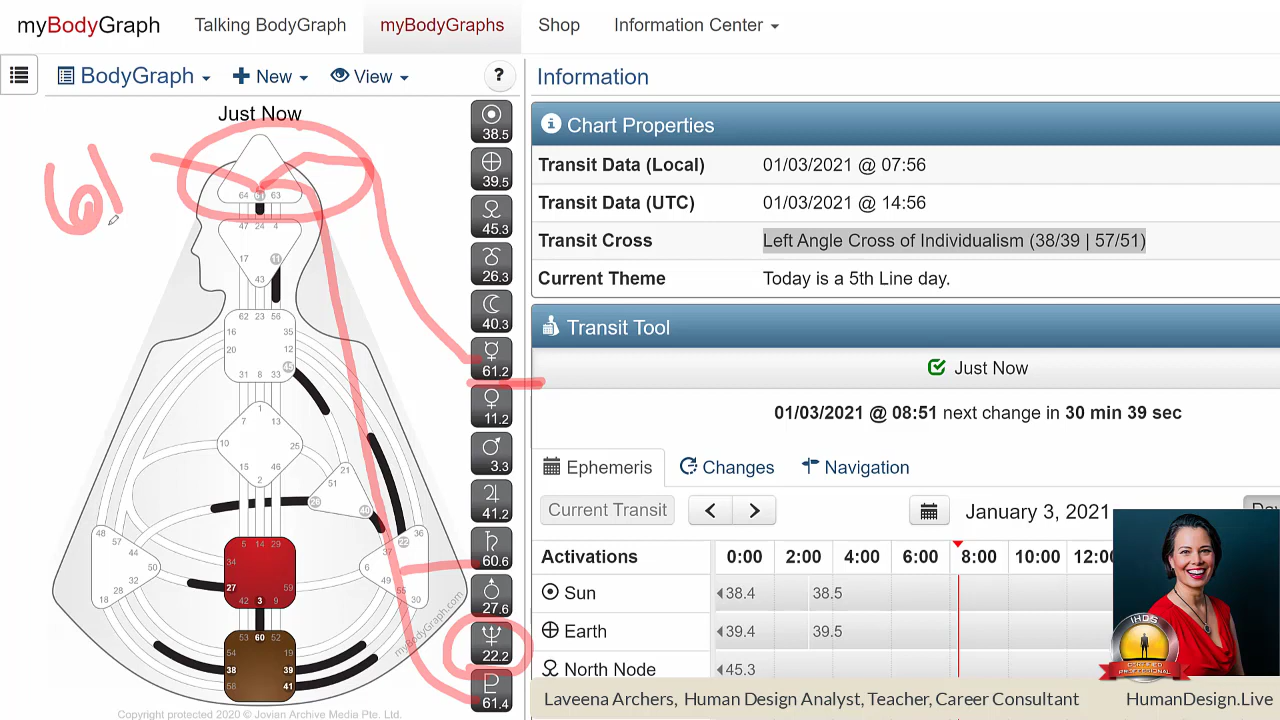 myBodyGraph Talking BodyGraph myBodyGraphs Shop Information Center
BodyGraph New View ?
Information
Just Now
61
64 61 63
47 24 4
17 11
43
62 23 56
16 35
20 12
45
31 8 33
1
7 13
10 25
15 46
2
21
51
26
40
48
57
44
50
32
28
18
36
22
37
6
49
55
30
5 14 29
34
27 59
42 3 9
53 60 52
54 19
38 39
58 41
myBodyGraph.com
Copyright protected 2020 © Jovian Archive Media Pte. Ltd.
38.5
39.5
45.3
26.3
40.3
61.2
11.2
3.3
41.2
60.6
27.6
22.2
61.4
Chart Properties
Transit Data (Local) 01/03/2021 @ 07:56
Transit Data (UTC) 01/03/2021 @ 14:56
Transit Cross Left Angle Cross of Individualism (38/39 | 57/51)
Current Theme Today is a 5th Line day.
Transit Tool
Just Now
01/03/2021 @ 08:51 next change in 30 min 39 sec
Ephemeris Changes Navigation
Current Transit January 3, 2021
Activations 0:00 2:00 4:00 6:00 8:00 10:00 12:00
Sun 38.4 38.5
Earth 39.4 39.5
North Node 45.3
IHDS
CERTIFIED
PROFESSIONAL
Laveena Archers, Human Design Analyst, Teacher, Career Consultant HumanDesign.Live